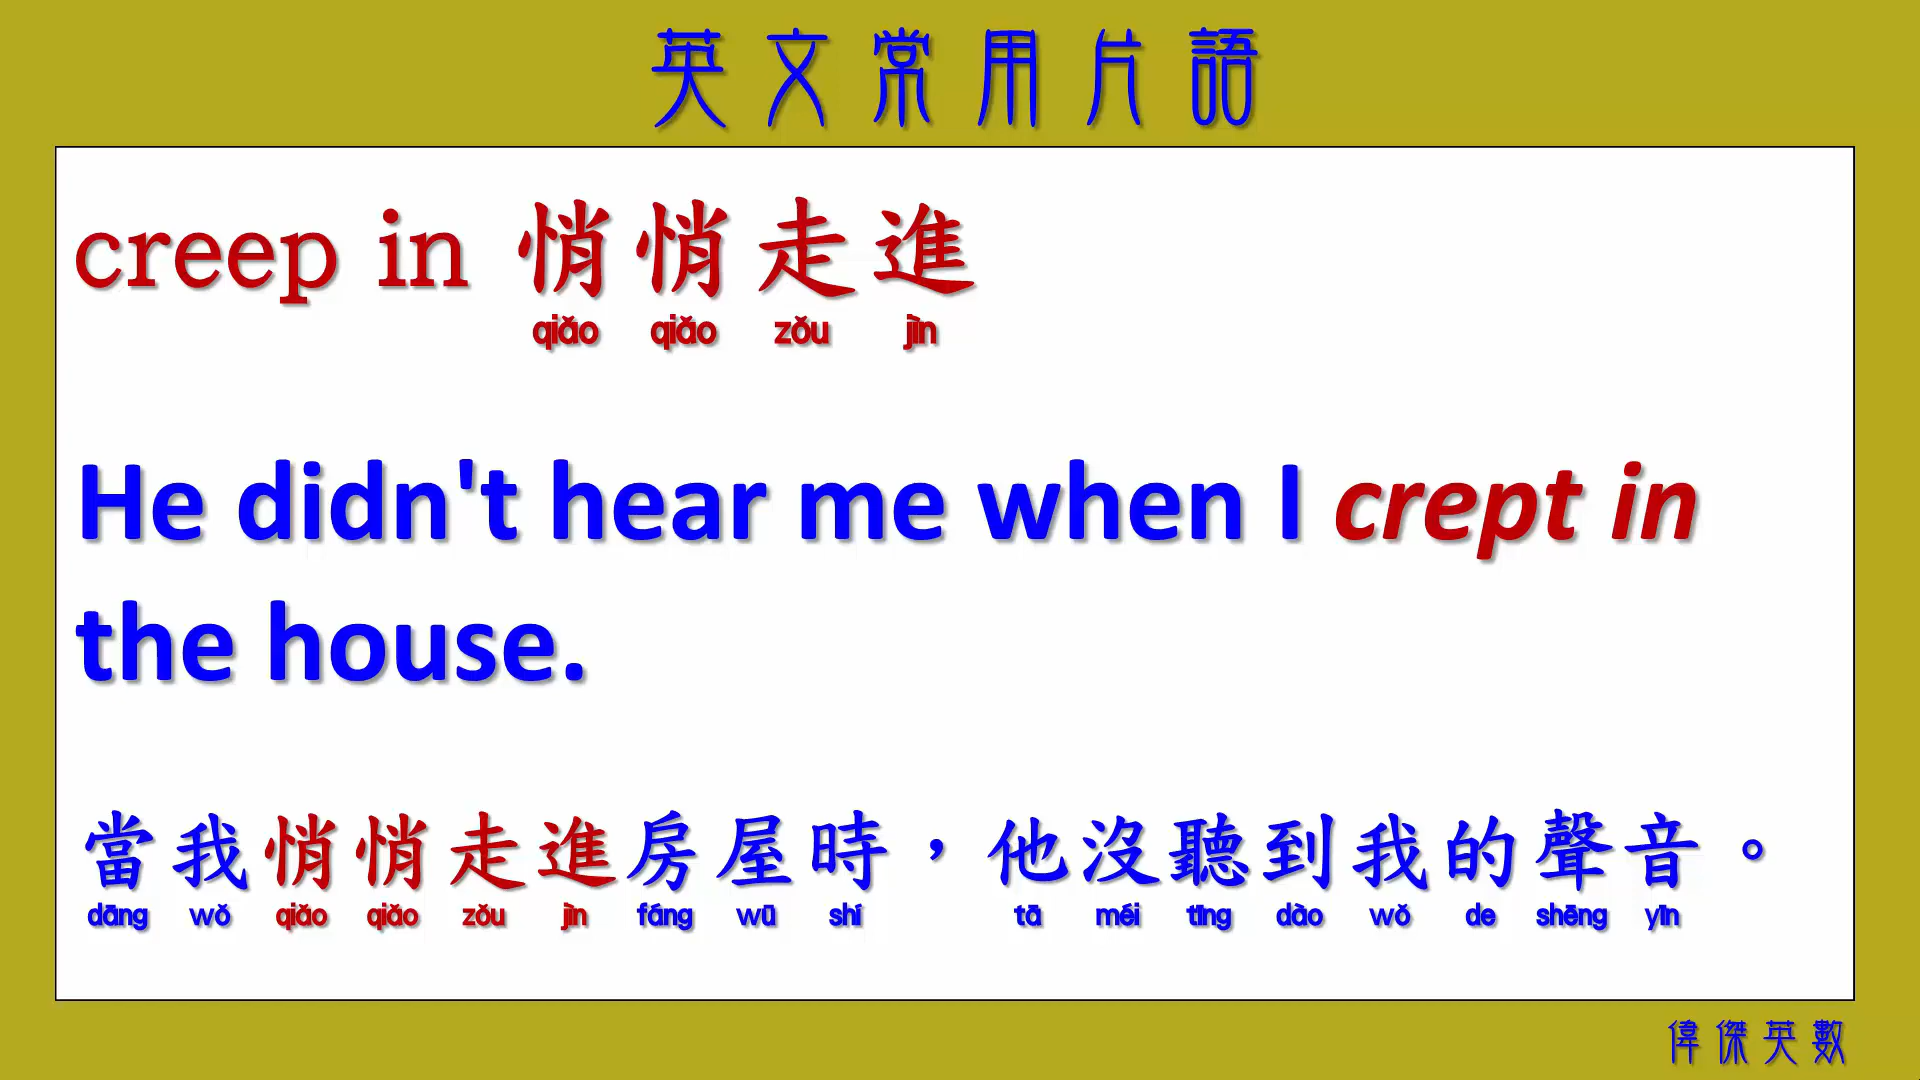 英文常用片語
creep in 悄悄走進
qiǎo qiǎo zǒu jìn
He didn't hear me when I crept in
the house.
當我悄悄走進房屋時，他沒聽到我的聲音。
dāng wǒ qiǎo qiǎo zǒu jìn fáng wū shí tā méi tīng dào wǒ de shēng yīn
偉傑英數